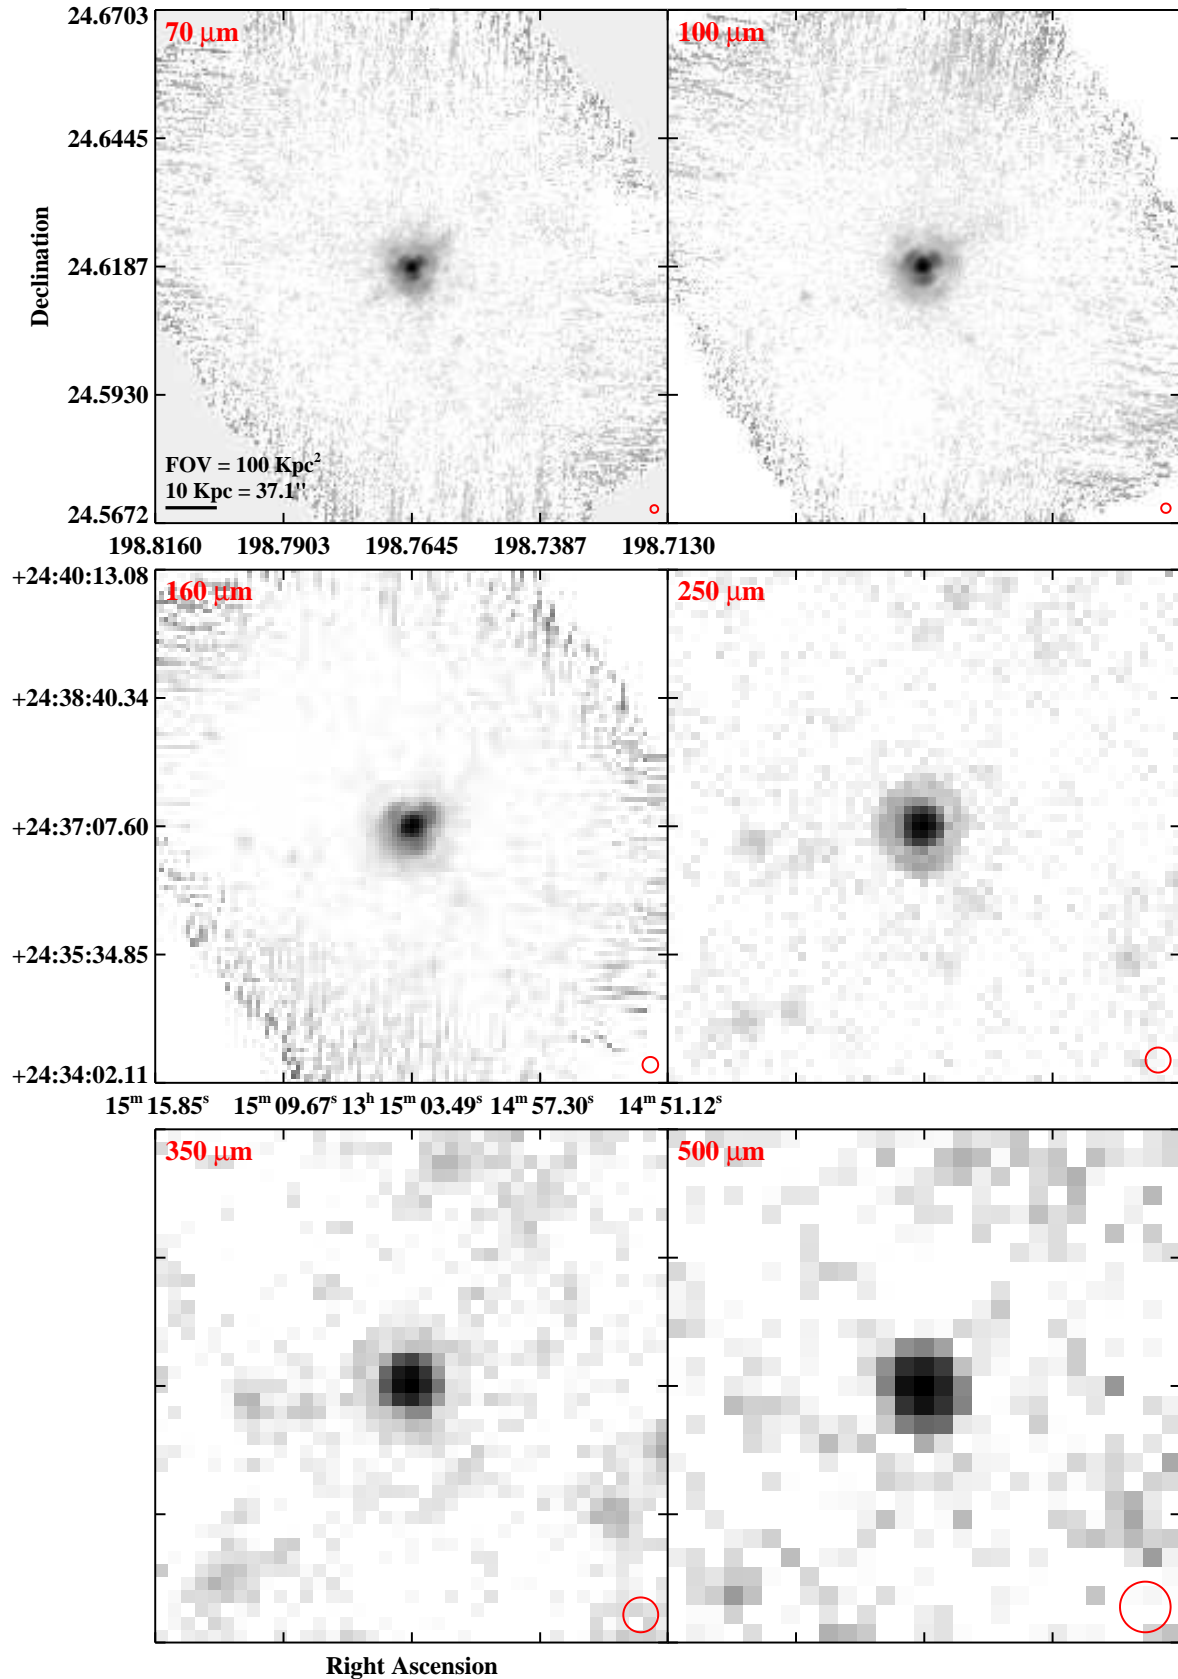 24.6703
70 µm
100 µm
24.6445
Declination
24.6187
24.5930
FOV = 100 Kpc²
10 Kpc = 37.1"
24.5672
198.8160 198.7903 198.7645 198.7387 198.7130
+24:40:13.08
160 µm
250 µm
+24:38:40.34
+24:37:07.60
+24:35:34.85
+24:34:02.11
15ᵐ 15.85ˢ 15ᵐ 09.67ˢ 13ʰ 15ᵐ 03.49ˢ 14ᵐ 57.30ˢ 14ᵐ 51.12ˢ
350 µm
500 µm
Right Ascension